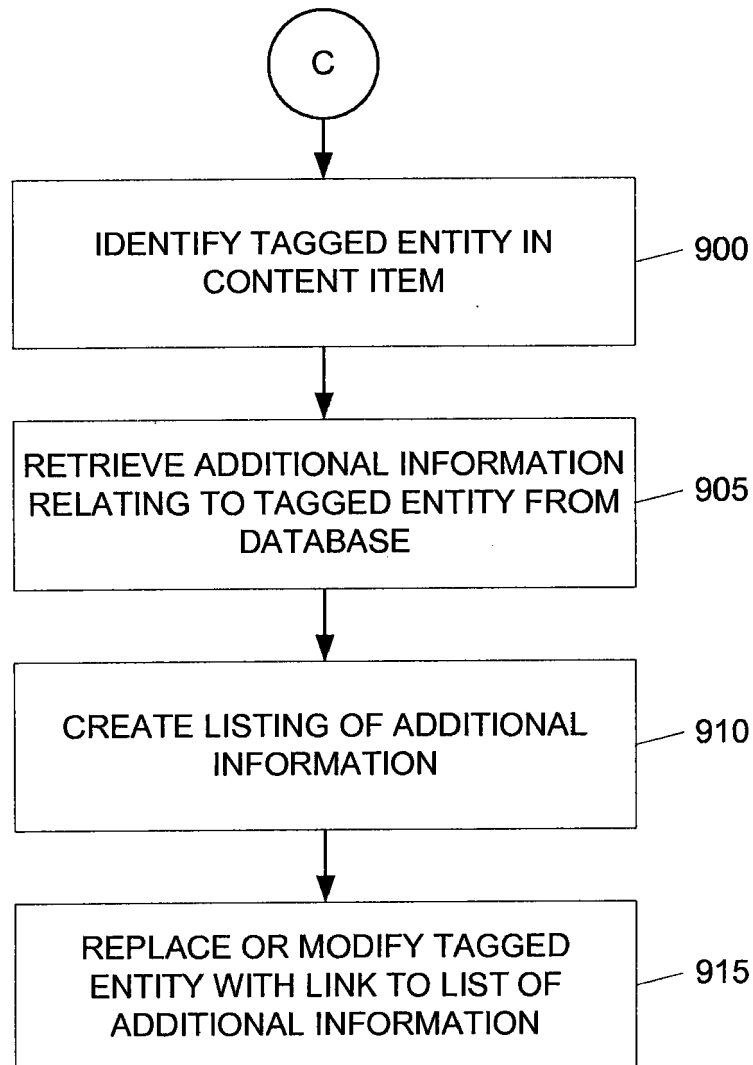 C
IDENTIFY TAGGED ENTITY IN
CONTENT ITEM
900
RETRIEVE ADDITIONAL INFORMATION
RELATING TO TAGGED ENTITY FROM
DATABASE
905
CREATE LISTING OF ADDITIONAL
INFORMATION
910
REPLACE OR MODIFY TAGGED
ENTITY WITH LINK TO LIST OF
ADDITIONAL INFORMATION
915